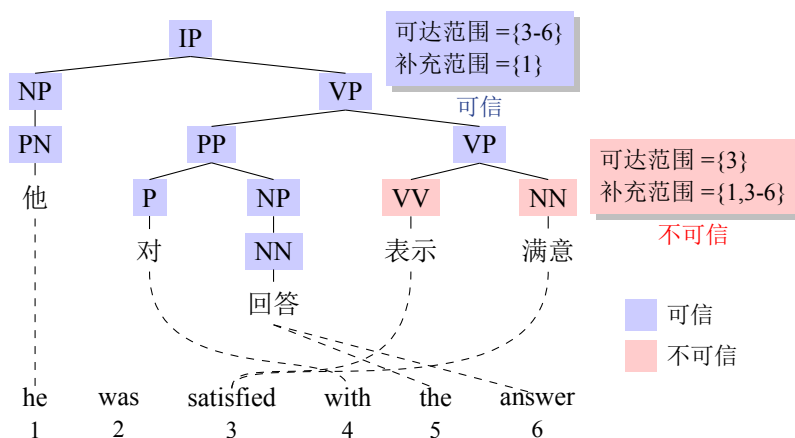 IP
可达范围 ={3-6}
补充范围 ={1}
可信
NP
VP
PN
PP
VP
可达范围 ={3}
补充范围 ={1,3-6}
不可信
他
P
NP
VV
NN
对
NN
表示
满意
回答
可信
不可信
he was satisfied with the answer
1 2 3 4 5 6